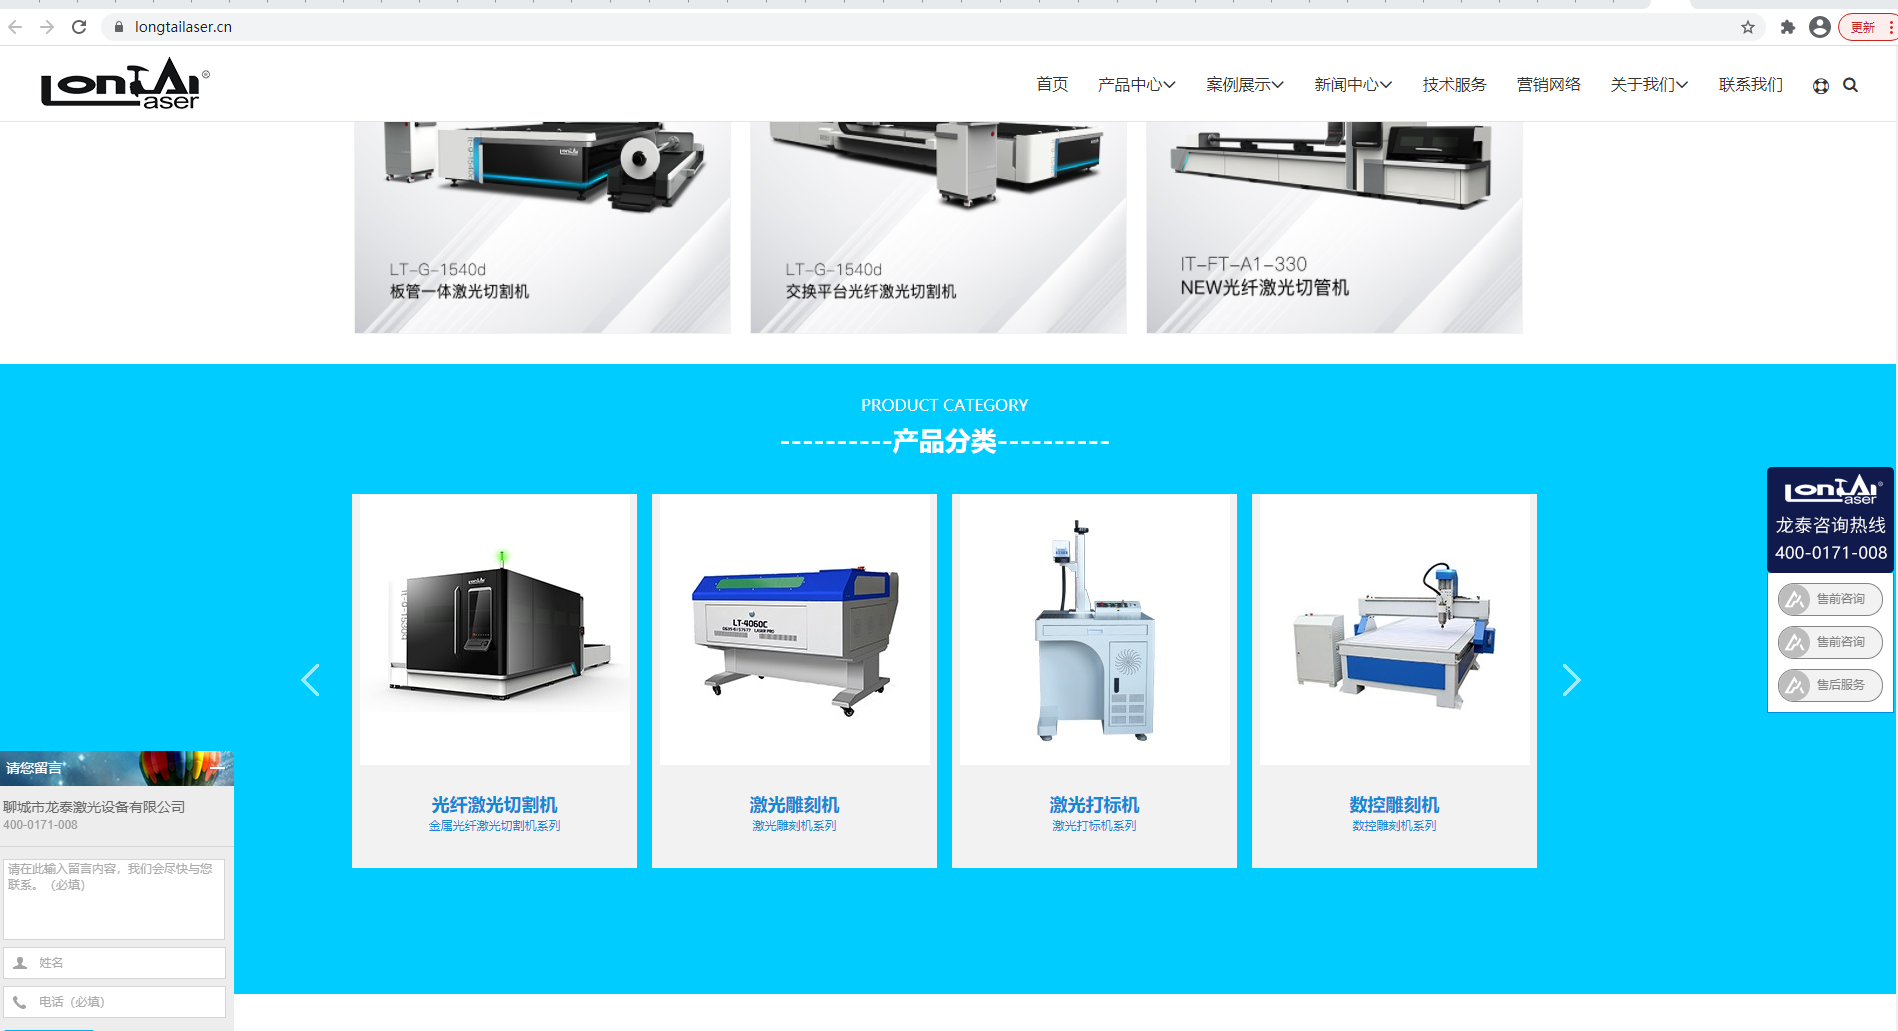 longtailaser.cn
更新
LonTAi
aser
®
首页
产品中心
案例展示
新闻中心
技术服务
营销网络
关于我们
联系我们
LT-G-1540d
板管一体激光切割机
LT-G-1540d
交换平台光纤激光切割机
IT-FT-A1-330
NEW光纤激光切管机
PRODUCT CATEGORY
----------产品分类----------
LT-4060C
LASER PRO
光纤激光切割机
金属光纤激光切割机系列
激光雕刻机
激光雕刻机系列
激光打标机
激光打标机系列
数控雕刻机
数控雕刻机系列
LonTAi
aser
®
龙泰咨询热线
400-0171-008
售前咨询
售前咨询
售后服务
请您留言
聊城市龙泰激光设备有限公司
400-0171-008
请在此输入留言内容，我们会尽快与您
联系。（必填）
姓名
电话（必填）